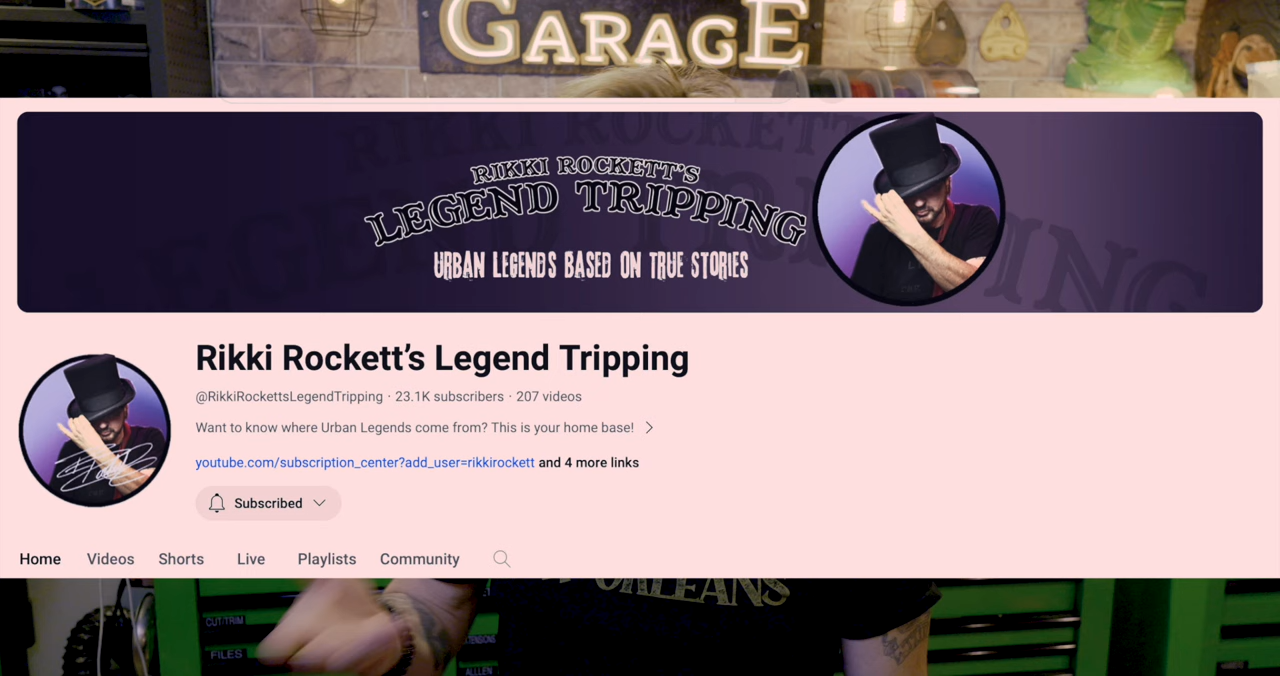 GARAGE
RIKKI ROCKETT'S
LEGEND TRIPPING
URBAN LEGENDS BASED ON TRUE STORIES
Rikki Rockett’s Legend Tripping
@RikkiRockettsLegendTripping · 23.1K subscribers · 207 videos
Want to know where Urban Legends come from? This is your home base!
youtube.com/subscription_center?add_user=rikkirockett and 4 more links
Subscribed
Home Videos Shorts Live Playlists Community
ORLEANS
CUT/TRIM
FILES